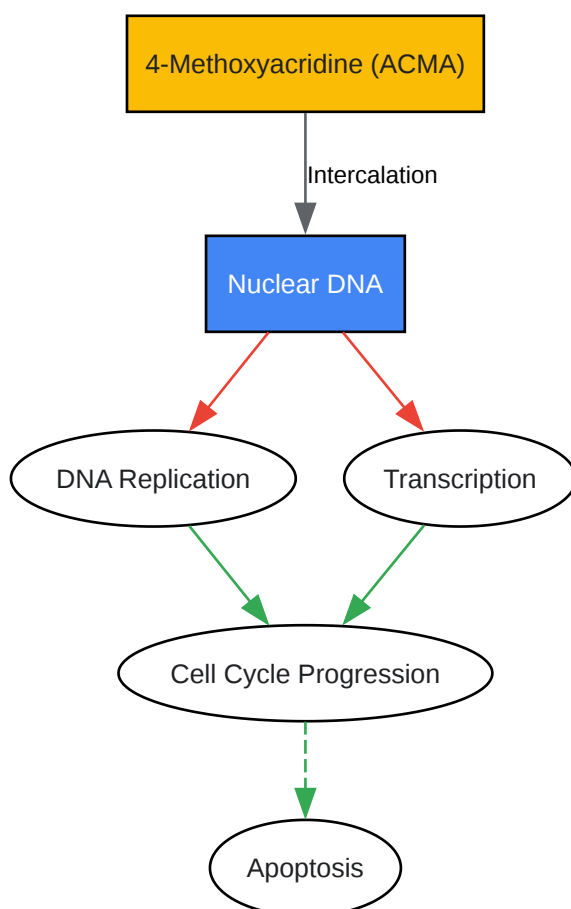 4-Methoxyacridine (ACMA)
Intercalation
Nuclear DNA
DNA Replication
Transcription
Cell Cycle Progression
Apoptosis